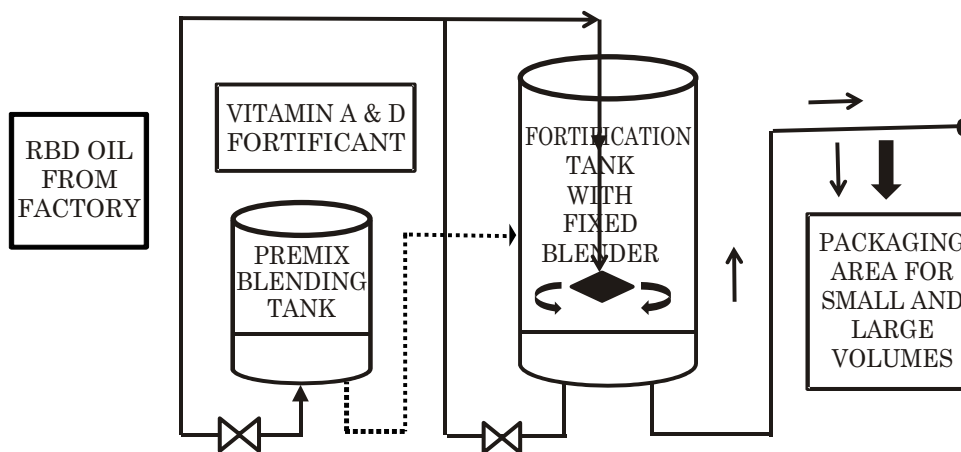 RBD OIL
FROM
FACTORY
VITAMIN A & D
FORTIFICANT
PREMIX
BLENDING
TANK
FORTIFICATION
TANK
WITH
FIXED
BLENDER
PACKAGING
AREA FOR
SMALL AND
LARGE
VOLUMES